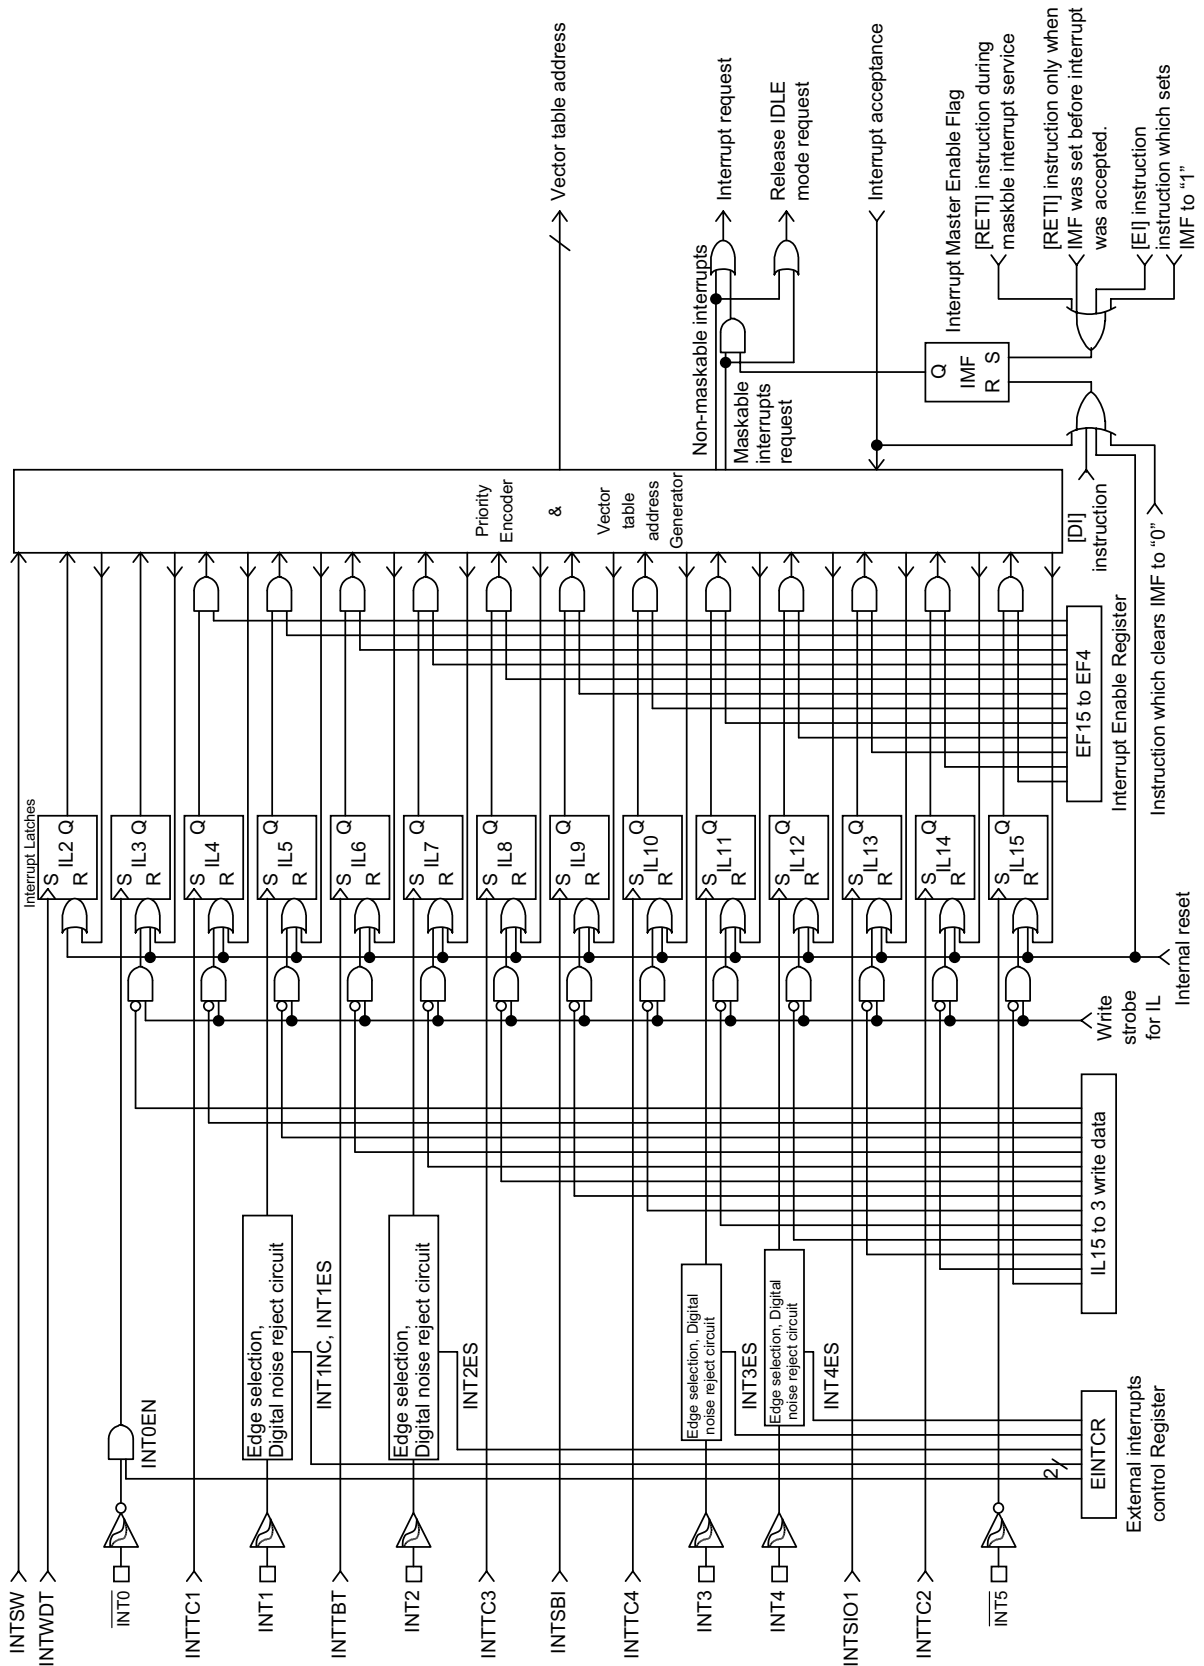 INTSW
INTWDT
INT0
INTTC1
INT1
INTTBT
INT2
INTTC3
INTSBI
INTTC4
INT3
INT4
INTSIO1
INTTC2
INT5
INT0EN
Edge selection,
Digital noise reject circuit
INT1NC, INT1ES
Edge selection,
Digital noise reject circuit
INT2ES
Edge selection, Digital
noise reject circuit
INT3ES
Edge selection, Digital
noise reject circuit
INT4ES
2
EINTCR
External interrupts
control Register
IL15 to 3 write data
Write
strobe
for IL
Internal reset
Interrupt Latches
S IL2 Q
R
S IL3 Q
R
S IL4 Q
R
S IL5 Q
R
S IL6 Q
R
S IL7 Q
R
S IL8 Q
R
S IL9 Q
R
S IL10 Q
R
S IL11 Q
R
S IL12 Q
R
S IL13 Q
R
S IL14 Q
R
S IL15 Q
R
EF15 to EF4
Interrupt Enable Register
Instruction which clears IMF to “0”
[DI]
instruction
Priority
Encoder
&
Vector
table
address
Generator
Vector table address
Non-maskable interrupts
Maskable
interrupts
request
Interrupt request
Release IDLE
mode request
Interrupt acceptance
Interrupt Master Enable Flag
Q
IMF
R S
[RETI] instruction during
maskble interrupt service
[RETI] instruction only when
IMF was set before interrupt
was accepted.
[EI] instruction
instruction which sets
IMF to “1”